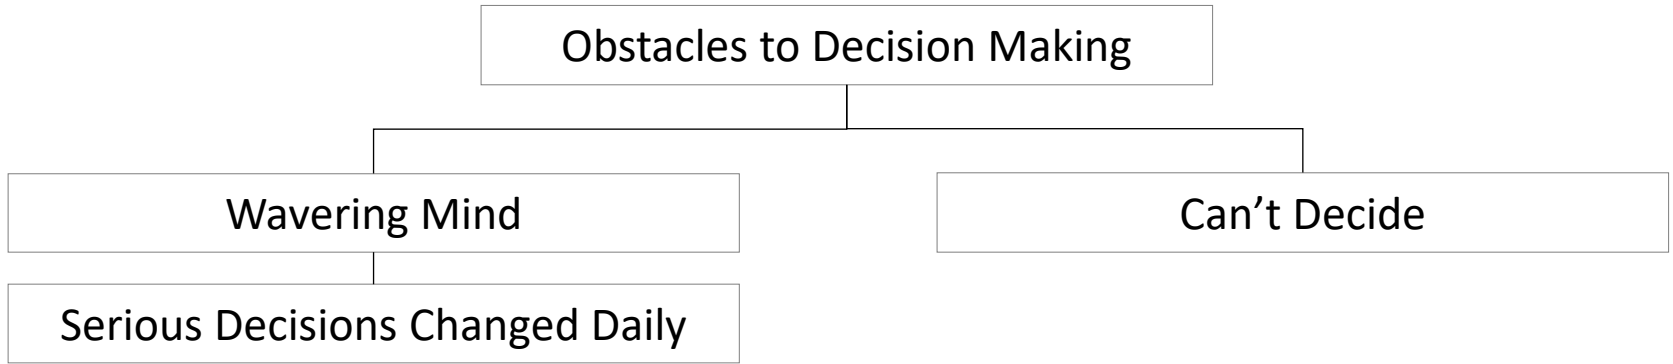 Obstacles to Decision Making
Wavering Mind
Can’t Decide
Serious Decisions Changed Daily